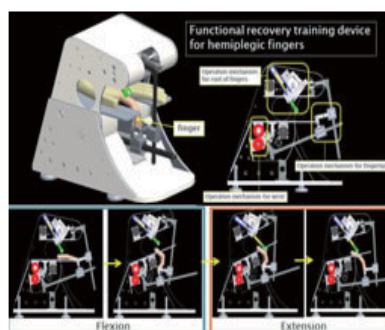 Functional recovery training device
for hemiplegic fingers
Operation mechanism
for root of fingers
finger
Operation mechanism for fingertip
Operation mechanism for wrist
Flexion
Extension